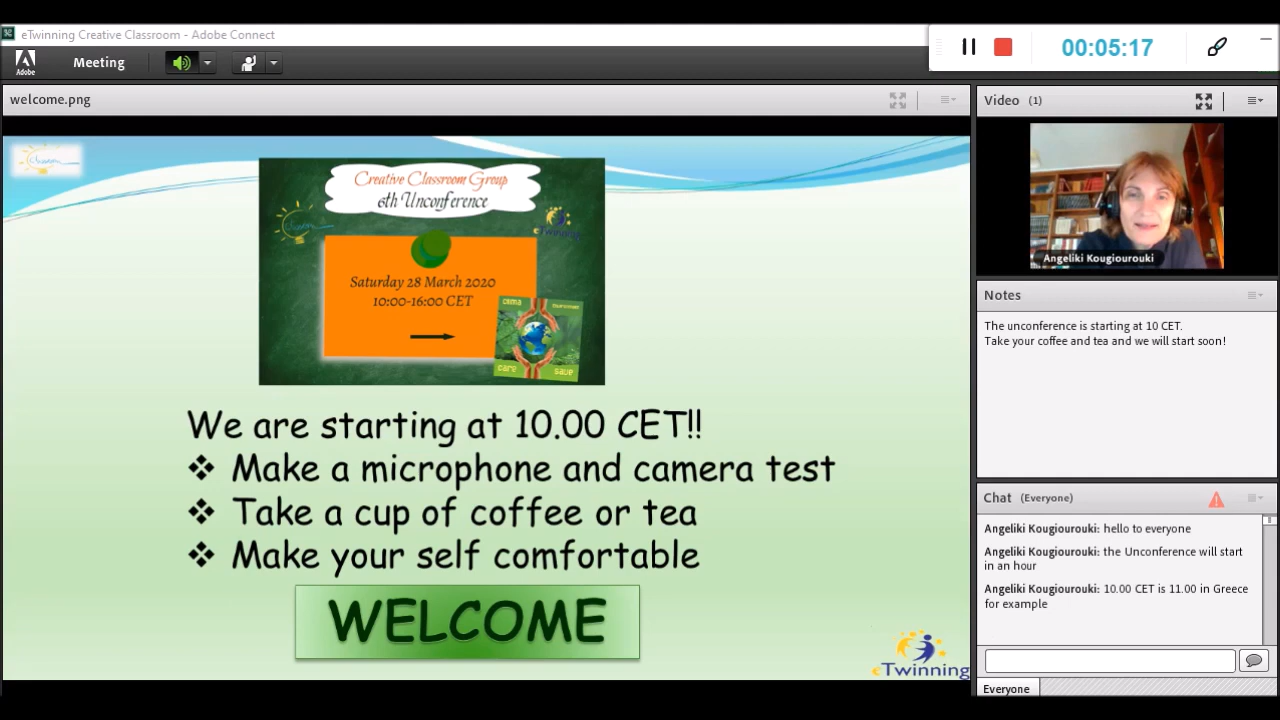 eTwinning Creative Classroom - Adobe Connect
Adobe
Meeting
00:05:17
welcome.png
Creative Classroom Group
6th Unconference
eTwinning
Saturday 28 March 2020
10:00-16:00 CET
care
save
We are starting at 10.00 CET!!
❖ Make a microphone and camera test
❖ Take a cup of coffee or tea
❖ Make your self comfortable
WELCOME
eTwinning
Video (1)
Angeliki Kougiourouki
Notes
The unconference is starting at 10 CET.
Take your coffee and tea and we will start soon!
Chat (Everyone)
Angeliki Kougiourouki: hello to everyone
Angeliki Kougiourouki: the Unconference will start
in an hour
Angeliki Kougiourouki: 10.00 CET is 11.00 in Greece
for example
Everyone